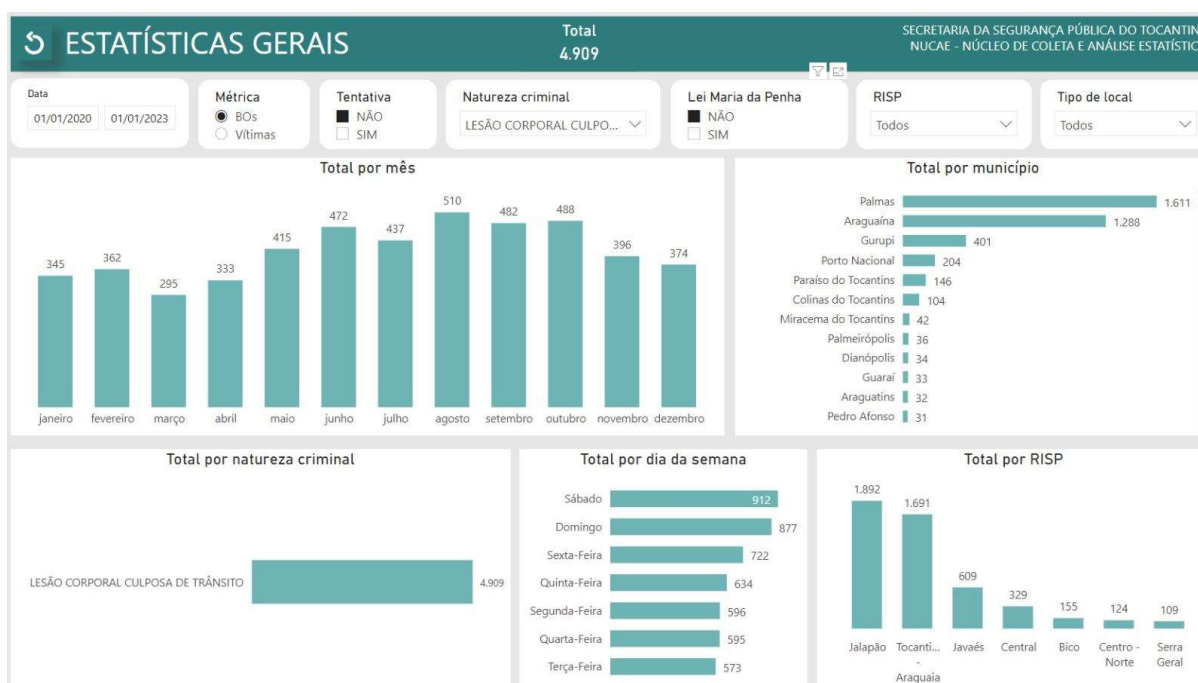 ESTATÍSTICAS GERAIS
Total
4.909
SECRETARIA DA SEGURANÇA PÚBLICA DO TOCANTIN
NUCAE - NÚCLEO DE COLETA E ANÁLISE ESTATÍSTIC
Data
01/01/2020 01/01/2023
Métrica
BOs
Vítimas
Tentativa
NÃO
SIM
Natureza criminal
LESÃO CORPORAL CULPO...
Lei Maria da Penha
NÃO
SIM
RISP
Todos
Tipo de local
Todos
Total por mês
345 362 295 333 415 472 437 510 482 488 396 374
janeiro fevereiro março abril maio junho julho agosto setembro outubro novembro dezembro
Total por município
Palmas 1.611
Araguaína 1.288
Gurupi 401
Porto Nacional 204
Paraíso do Tocantins 146
Colinas do Tocantins 104
Miracema do Tocantins 42
Palmeirópolis 36
Dianópolis 34
Guaraí 33
Araguatins 32
Pedro Afonso 31
Total por natureza criminal
LESÃO CORPORAL CULPOSA DE TRÂNSITO 4.909
Total por dia da semana
Sábado 912
Domingo 877
Sexta-Feira 722
Quinta-Feira 634
Segunda-Feira 596
Quarta-Feira 595
Terça-Feira 573
Total por RISP
1.892 1.691 609 329 155 124 109
Jalapão Tocanti... Javaés Central Bico Centro - Serra
- Norte Geral
Araguaia